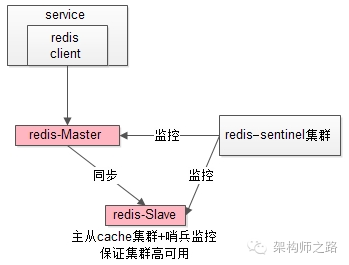 service
redis
client
redis-Master
监控
redis-sentinel集群
同步
监控
redis-Slave
主从cache集群+哨兵监控
保证集群高可用
架构师之路